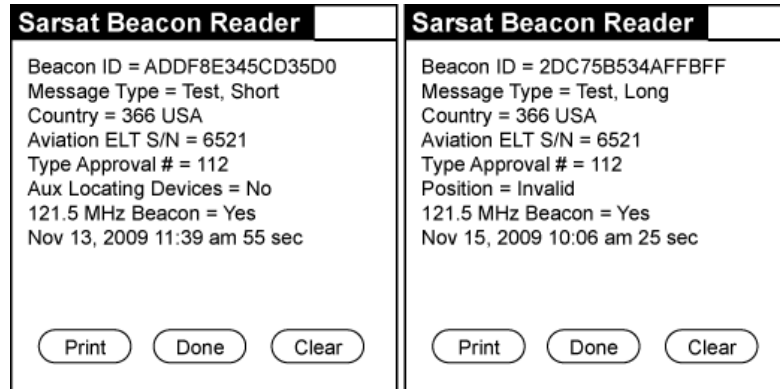 Sarsat Beacon Reader
Beacon ID = ADDF8E345CD35D0
Message Type = Test, Short
Country = 366 USA
Aviation ELT S/N = 6521
Type Approval # = 112
Aux Locating Devices = No
121.5 MHz Beacon = Yes
Nov 13, 2009 11:39 am 55 sec
Print Done Clear
Sarsat Beacon Reader
Beacon ID = 2DC75B534AFFBFF
Message Type = Test, Long
Country = 366 USA
Aviation ELT S/N = 6521
Type Approval # = 112
Position = Invalid
121.5 MHz Beacon = Yes
Nov 15, 2009 10:06 am 25 sec
Print Done Clear